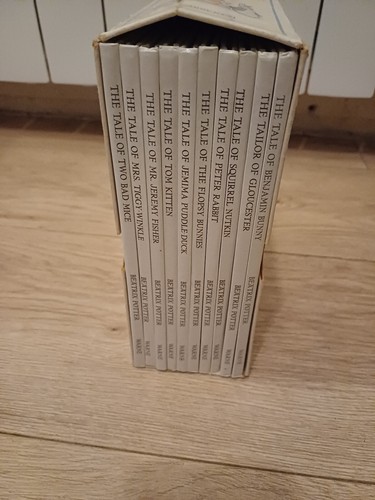 THE TALE OF TWO BAD MICE BEATRIX POTTER WARNE
THE TALE OF MRS. TIGGY-WINKLE BEATRIX POTTER WARNE
THE TALE OF MR. JEREMY FISHER BEATRIX POTTER WARNE
THE TALE OF TOM KITTEN BEATRIX POTTER WARNE
THE TALE OF JEMIMA PUDDLE-DUCK BEATRIX POTTER WARNE
THE TALE OF THE FLOPSY BUNNIES BEATRIX POTTER WARNE
THE TALE OF PETER RABBIT BEATRIX POTTER WARNE
THE TALE OF SQUIRREL NUTKIN BEATRIX POTTER WARNE
THE TAILOR OF GLOUCESTER BEATRIX POTTER WARNE
THE TALE OF BENJAMIN BUNNY BEATRIX POTTER WARNE